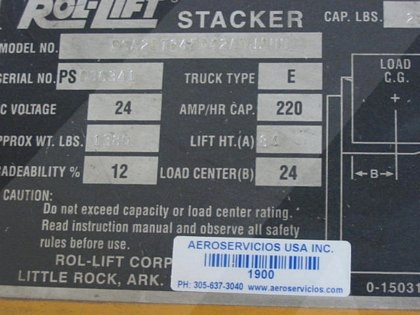 ROL-LIFT ® STACKER CAP. LBS.
MODEL NO.
SERIAL NO. PS TRUCK TYPE E
C VOLTAGE 24 AMP/HR CAP. 220
PPROX WT. LBS. LIFT HT.(A)
RADEABILITY % 12 LOAD CENTER(B) 24
LOAD
C.G.
B
CAUTION:
Do not exceed capacity or load center rating.
Read instruction manual and observe all safety
rules before use.
ROL-LIFT CORP
LITTLE ROCK, ARK.
AEROSERVICIOS USA INC.
1900
PH: 305-637-3040 www.aeroservicios.com
0-15031